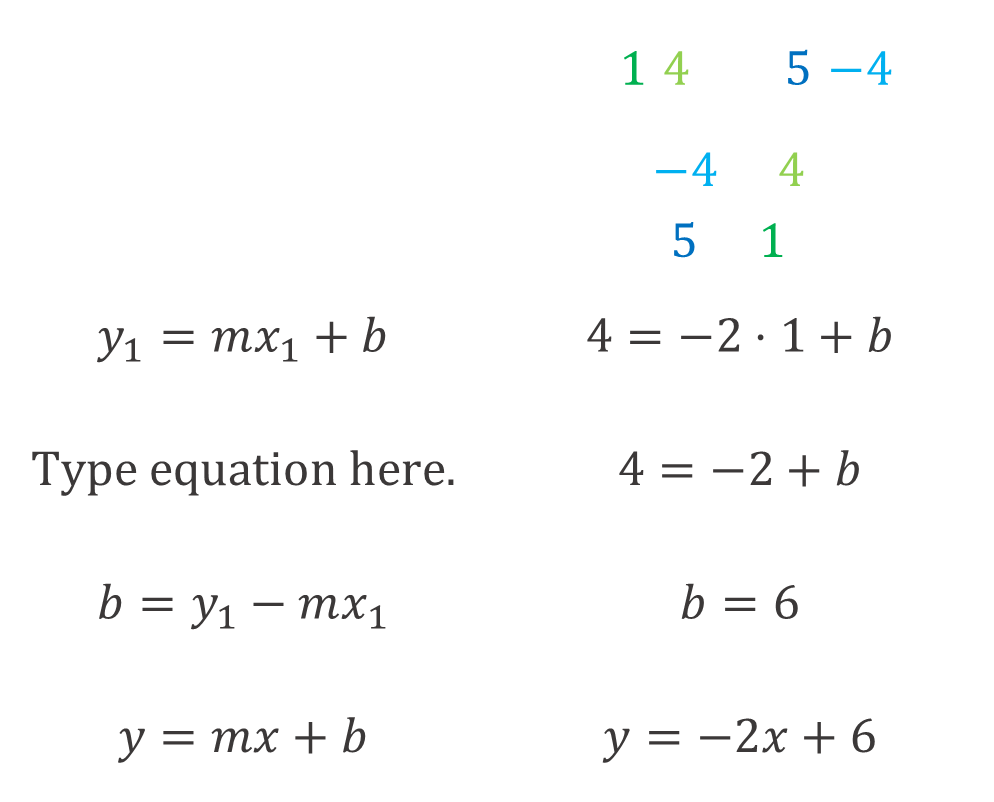 1 4 5 −4
−4 4
5 1
y₁ = mx₁ + b 4 = −2 · 1 + b
Type equation here. 4 = −2 + b
b = y₁ − mx₁ b = 6
y = mx + b y = −2x + 6